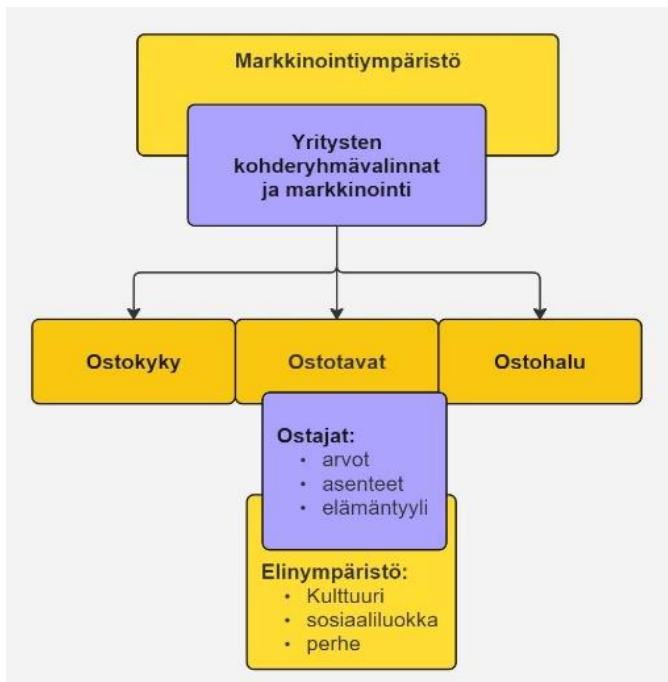 Markkinointiympäristö
Yritysten
kohderyhmävalinnat
ja markkinointi
Ostokyky
Ostotavat
Ostohalu
Ostajat:
• arvot
• asenteet
• elämäntyyli
Elinympäristö:
• Kulttuuri
• sosiaaliluokka
• perhe